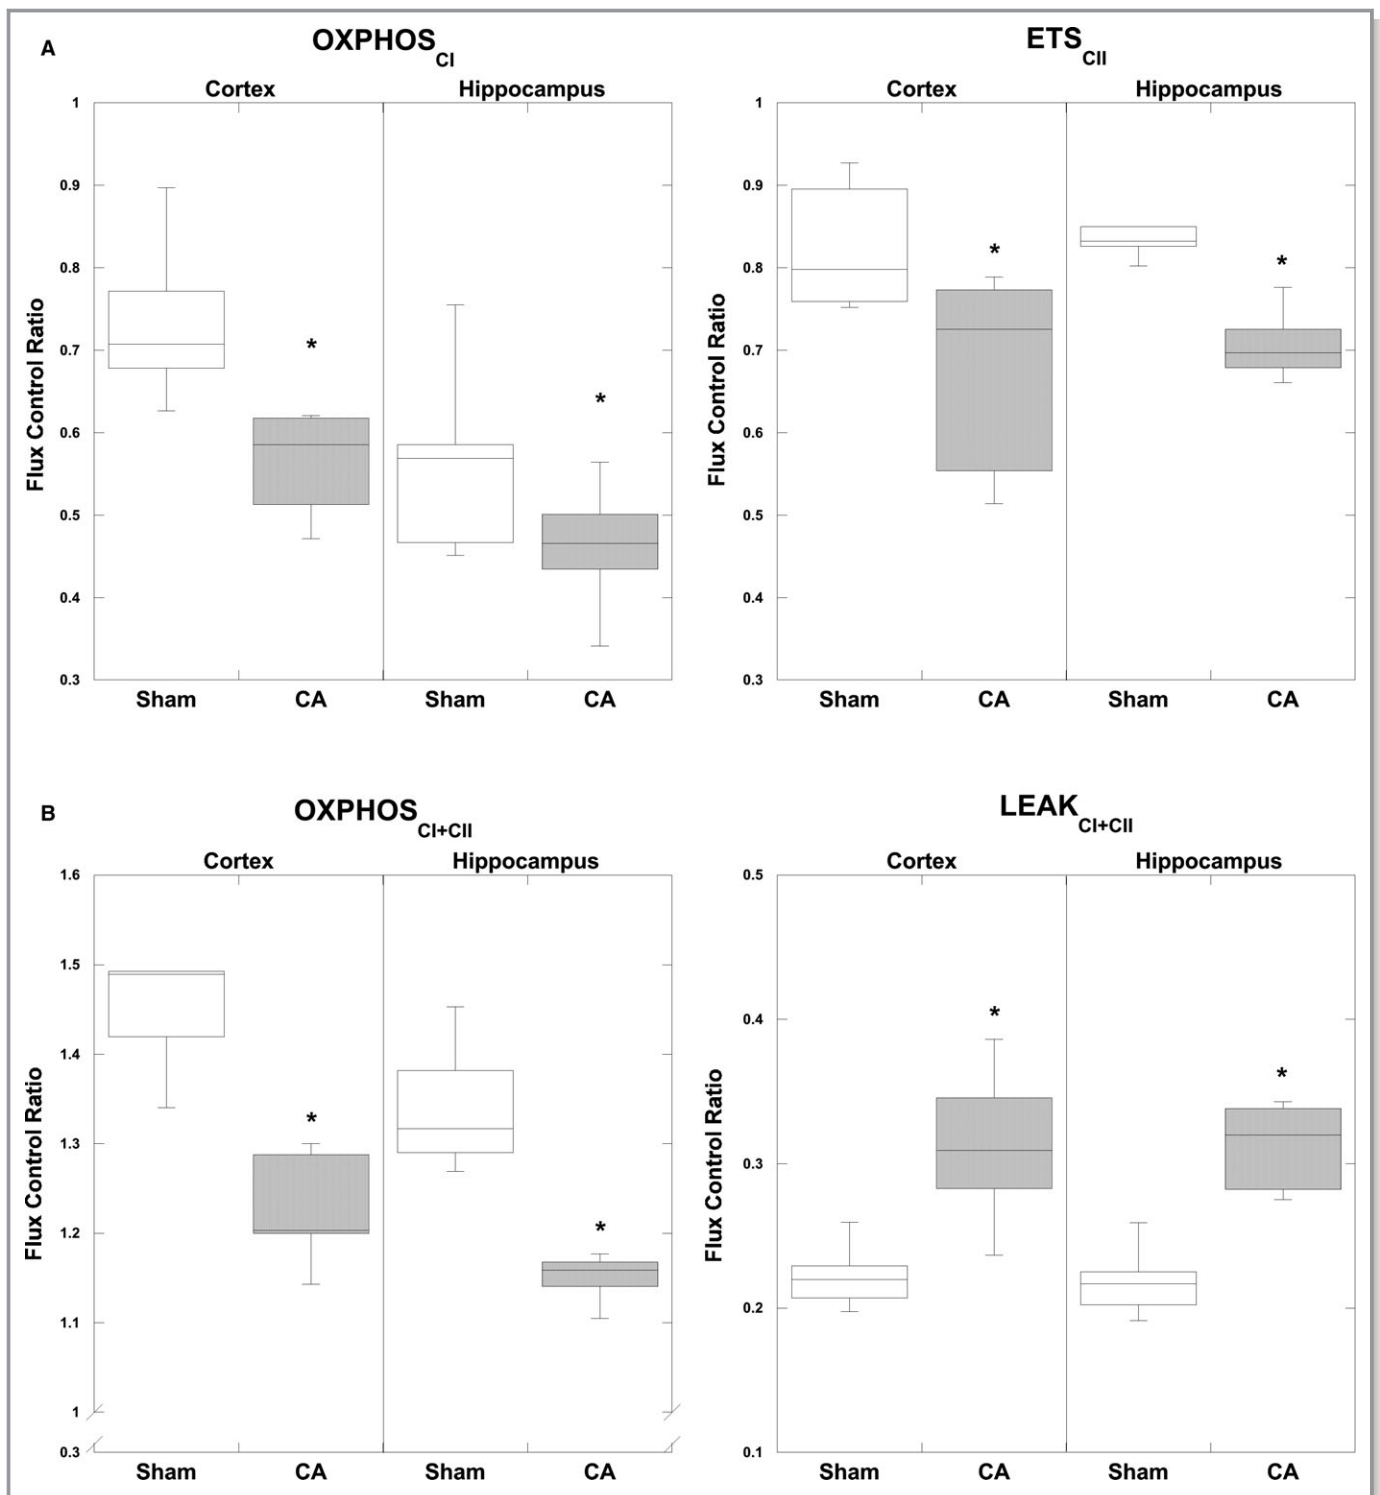 A
OXPHOS CI
Cortex Hippocampus
1
0.9
0.8
0.7
0.6
0.5
0.4
0.3
Flux Control Ratio
*
*
Sham CA Sham CA
ETS CII
Cortex Hippocampus
1
0.9
0.8
0.7
0.6
0.5
0.4
0.3
Flux Control Ratio
*
*
Sham CA Sham CA
B
OXPHOS CI+CII
Cortex Hippocampus
1.6
1.5
1.4
1.3
1.2
1.1
1
0.3
Flux Control Ratio
*
*
Sham CA Sham CA
LEAK CI+CII
Cortex Hippocampus
0.5
0.4
0.3
0.2
0.1
Flux Control Ratio
*
*
Sham CA Sham CA